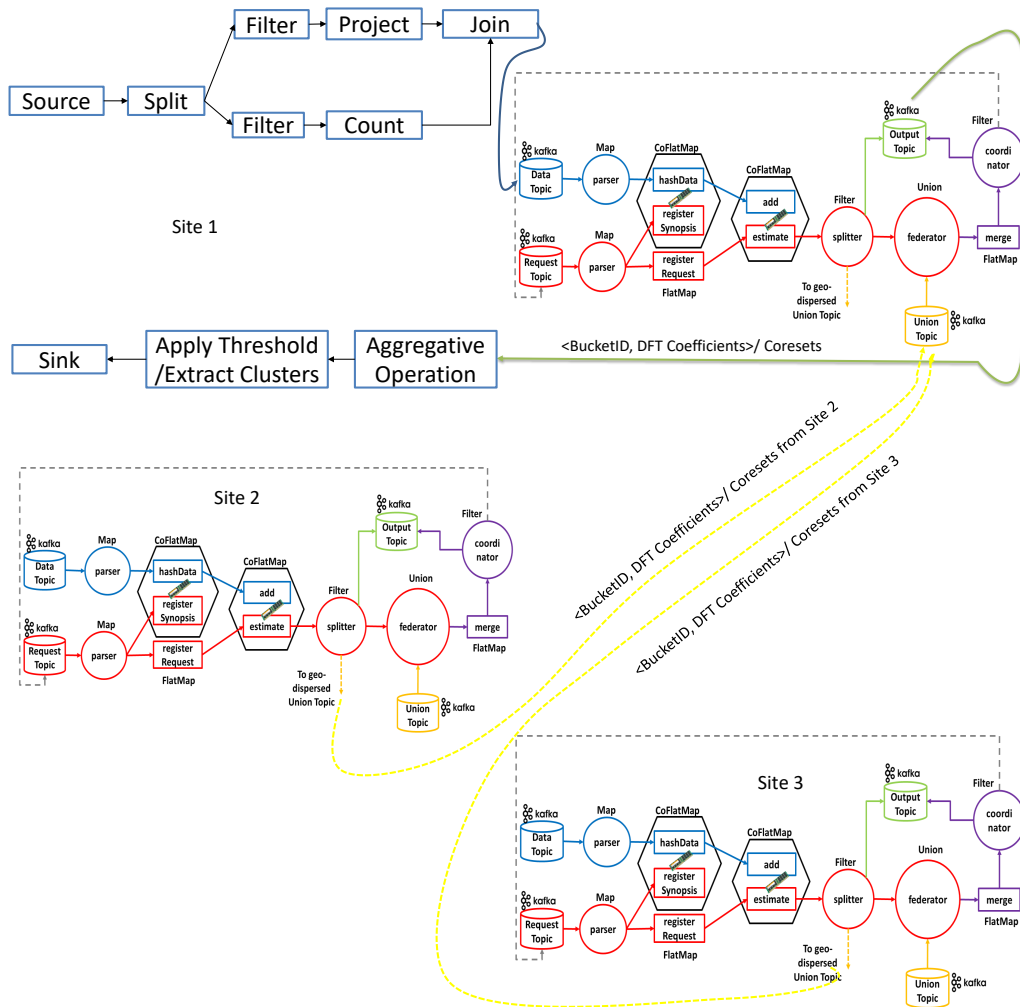 Source
Split
Filter
Project
Join
Filter
Count
Site 1
kafka
Data
Topic
Map
parser
CoFlatMap
hashData
register
Synopsis
CoFlatMap
add
estimate
kafka
Request
Topic
Map
parser
register
Request
FlatMap
Filter
splitter
To geo-
dispersed
Union Topic
kafka
Output
Topic
Filter
coordi
nator
Union
federator
merge
FlatMap
Union
Topic
kafka
Sink
Apply Threshold
/Extract Clusters
Aggregative
Operation
<BucketID, DFT Coefficients>/ Coresets
<BucketID, DFT Coefficients>/ Coresets from Site 2
<BucketID, DFT Coefficients>/ Coresets from Site 3
Site 2
kafka
Data
Topic
Map
parser
CoFlatMap
hashData
register
Synopsis
CoFlatMap
add
estimate
kafka
Request
Topic
Map
parser
register
Request
FlatMap
Filter
splitter
To geo-
dispersed
Union Topic
kafka
Output
Topic
Filter
coordi
nator
Union
federator
merge
FlatMap
Union
Topic
kafka
Site 3
kafka
Data
Topic
Map
parser
CoFlatMap
hashData
register
Synopsis
CoFlatMap
add
estimate
kafka
Request
Topic
Map
parser
register
Request
FlatMap
Filter
splitter
To geo-
dispersed
Union Topic
kafka
Output
Topic
Filter
coordi
nator
Union
federator
merge
FlatMap
Union
Topic
kafka